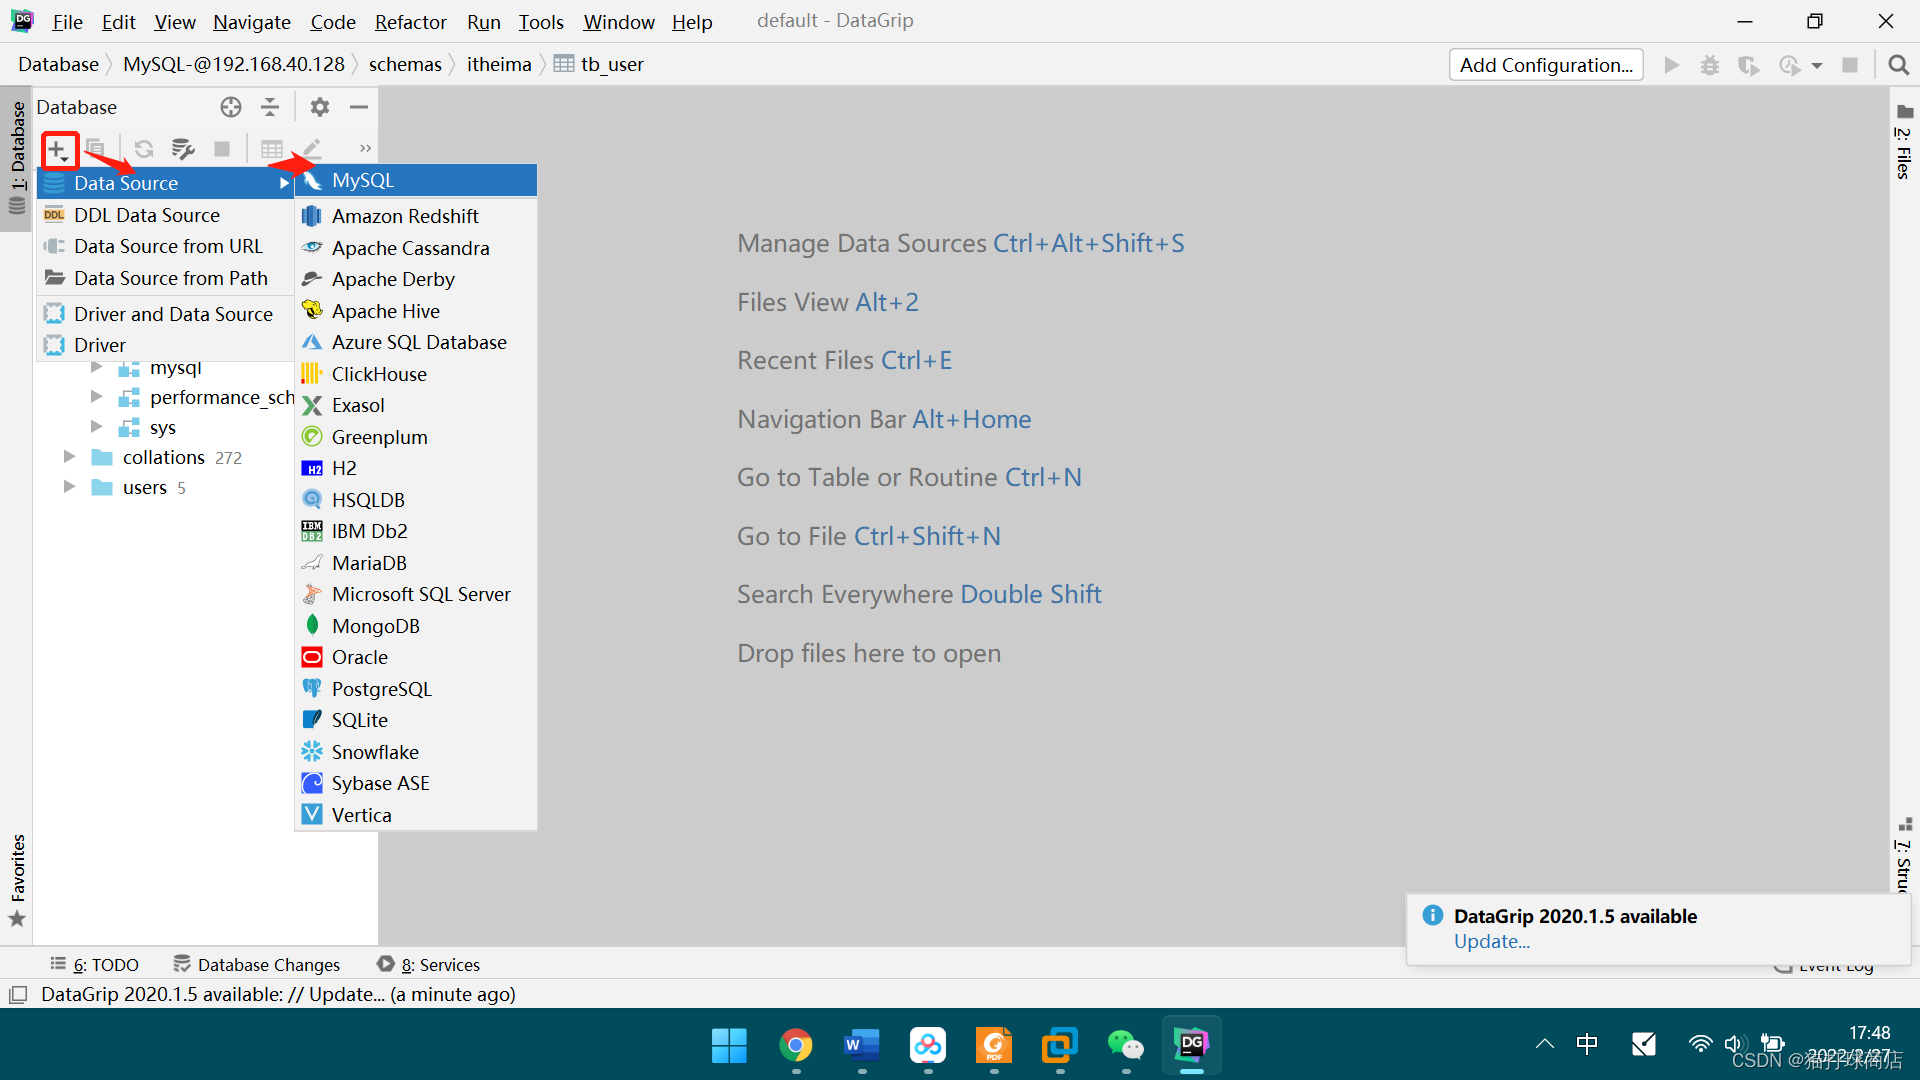 File Edit View Navigate Code Refactor Run Tools Window Help default - DataGrip
Database MySQL-@192.168.40.128 schemas itheima tb_user Add Configuration...
Database
1: Database
2: Files
Data Source
DDL Data Source
Data Source from URL
Data Source from Path
Driver and Data Source
Driver
mysql
performance_sch
sys
collations 272
users 5
MySQL
Amazon Redshift
Apache Cassandra
Apache Derby
Apache Hive
Azure SQL Database
ClickHouse
Exasol
Greenplum
H2
HSQLDB
IBM Db2
MariaDB
Microsoft SQL Server
MongoDB
Oracle
PostgreSQL
SQLite
Snowflake
Sybase ASE
Vertica
Manage Data Sources Ctrl+Alt+Shift+S
Files View Alt+2
Recent Files Ctrl+E
Navigation Bar Alt+Home
Go to Table or Routine Ctrl+N
Go to File Ctrl+Shift+N
Search Everywhere Double Shift
Drop files here to open
Favorites
7: Struc
DataGrip 2020.1.5 available
Update...
6: TODO Database Changes 8: Services Event Log
DataGrip 2020.1.5 available: // Update... (a minute ago)
中 17:48
2022/2/27
CSDN @猫打球商店